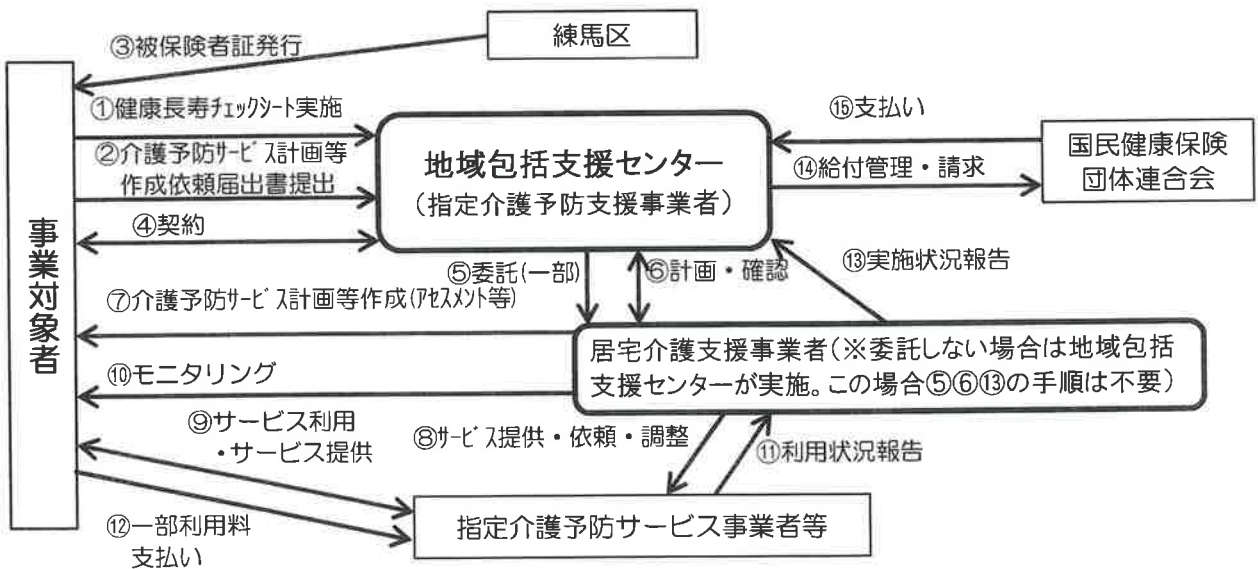 練馬区
③被保険者証発行
①健康長寿ﾁｪｯｸｼｰﾄ実施
②介護予防ｻｰﾋﾞｽ計画等
作成依頼届出書提出
④契約
事業対象者
地域包括支援センター
(指定介護予防支援事業者)
⑮支払い
⑭給付管理・請求
国民健康保険
団体連合会
⑤委託(一部)
⑥計画・確認
⑬実施状況報告
⑦介護予防ｻｰﾋﾞｽ計画等作成(ｱｾｽﾒﾝﾄ等)
居宅介護支援事業者(※委託しない場合は地域包括
支援センターが実施。この場合⑤⑥⑬の手順は不要)
⑩モニタリング
⑨サービス利用
・サービス提供
⑧ｻｰﾋﾞｽ提供・依頼・調整
⑪利用状況報告
指定介護予防サービス事業者等
⑫一部利用料
支払い